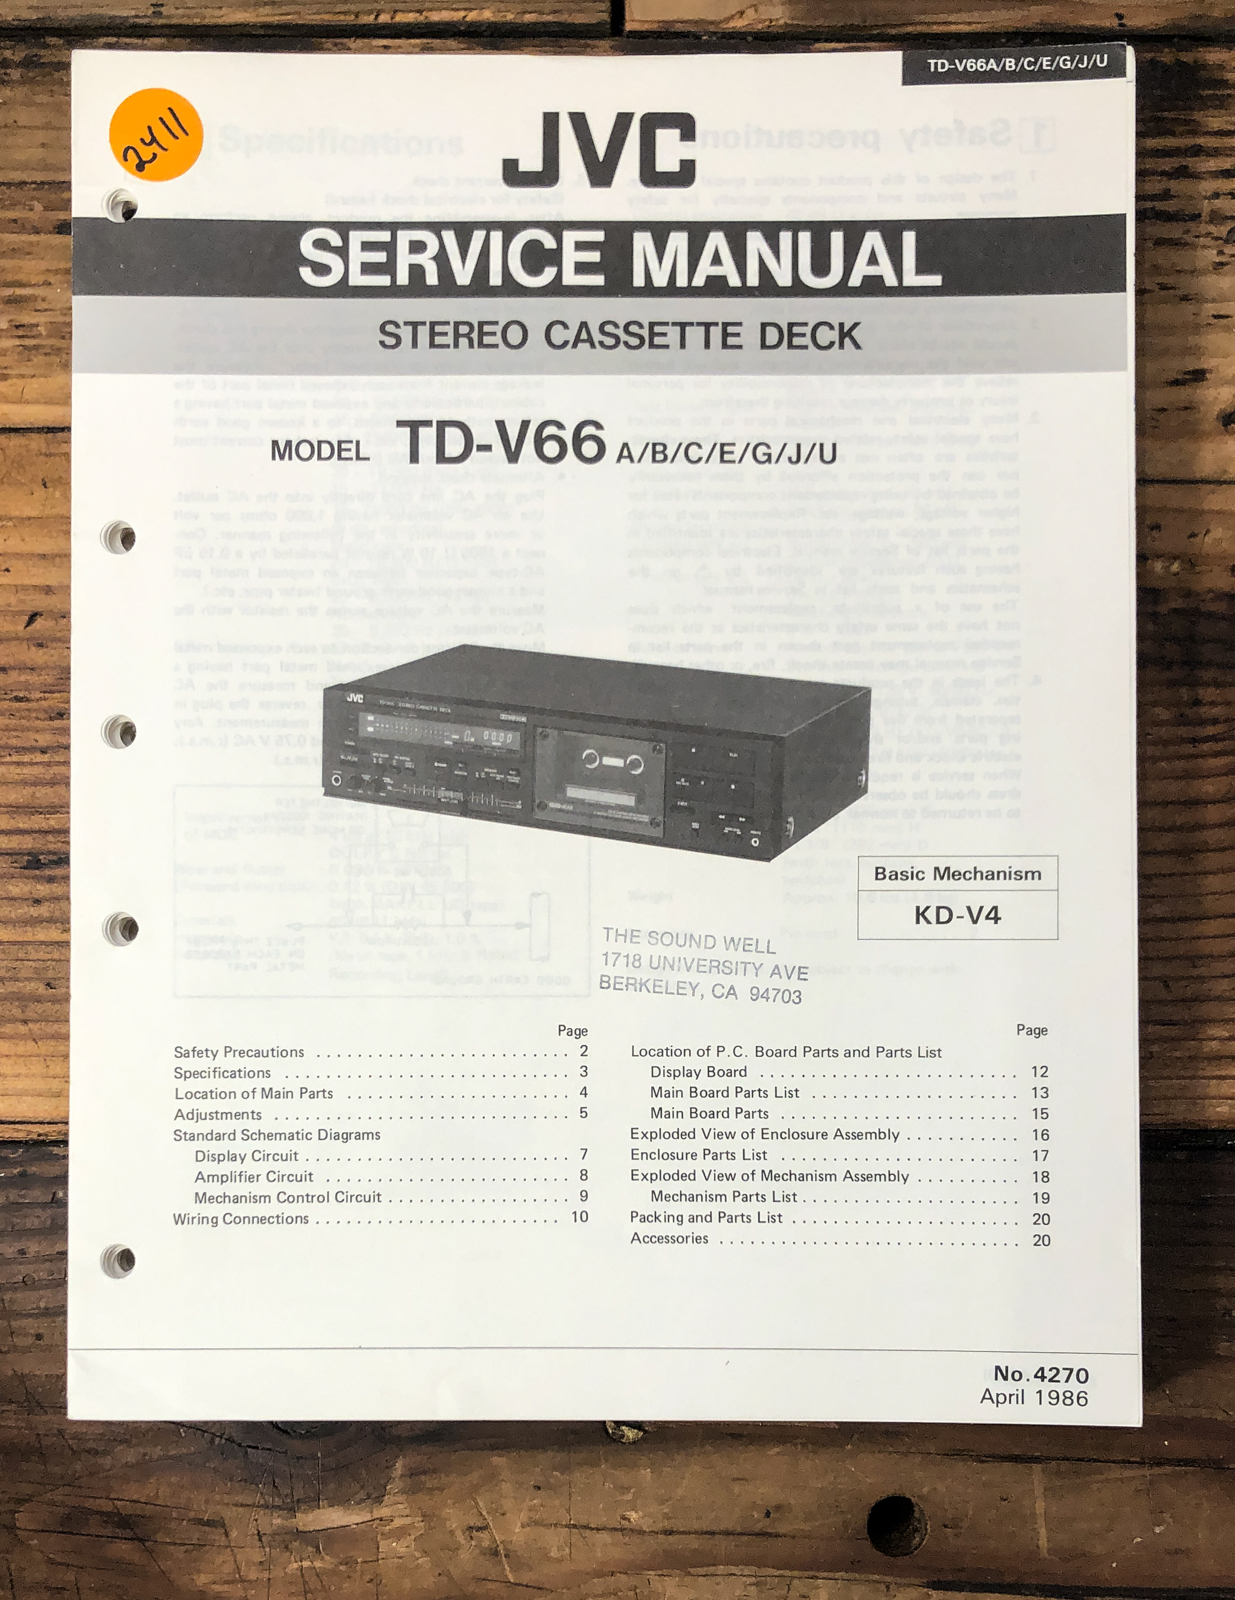 TD-V66A/B/C/E/G/J/U
2411
JVC
SERVICE MANUAL
STEREO CASSETTE DECK
MODEL TD-V66 A/B/C/E/G/J/U
JVC
Basic Mechanism
KD-V4
THE SOUND WELL
1718 UNIVERSITY AVE
BERKELEY, CA 94703
Page
Safety Precautions . . . . . . . . . . . . . . . . . . . . . . . . . 2
Specifications . . . . . . . . . . . . . . . . . . . . . . . . . . . . 3
Location of Main Parts . . . . . . . . . . . . . . . . . . . . . . 4
Adjustments . . . . . . . . . . . . . . . . . . . . . . . . . . . . . 5
Standard Schematic Diagrams
Display Circuit . . . . . . . . . . . . . . . . . . . . . . . . . . 7
Amplifier Circuit . . . . . . . . . . . . . . . . . . . . . . . . 8
Mechanism Control Circuit . . . . . . . . . . . . . . . . . . 9
Wiring Connections . . . . . . . . . . . . . . . . . . . . . . . . 10
Page
Location of P.C. Board Parts and Parts List
Display Board . . . . . . . . . . . . . . . . . . . . . . . . . . 12
Main Board Parts List . . . . . . . . . . . . . . . . . . . . . 13
Main Board Parts . . . . . . . . . . . . . . . . . . . . . . . . 15
Exploded View of Enclosure Assembly . . . . . . . . . . . 16
Enclosure Parts List . . . . . . . . . . . . . . . . . . . . . . . . 17
Exploded View of Mechanism Assembly . . . . . . . . . . 18
Mechanism Parts List . . . . . . . . . . . . . . . . . . . . . . 19
Packing and Parts List . . . . . . . . . . . . . . . . . . . . . . 20
Accessories . . . . . . . . . . . . . . . . . . . . . . . . . . . . . 20
No.4270
April 1986